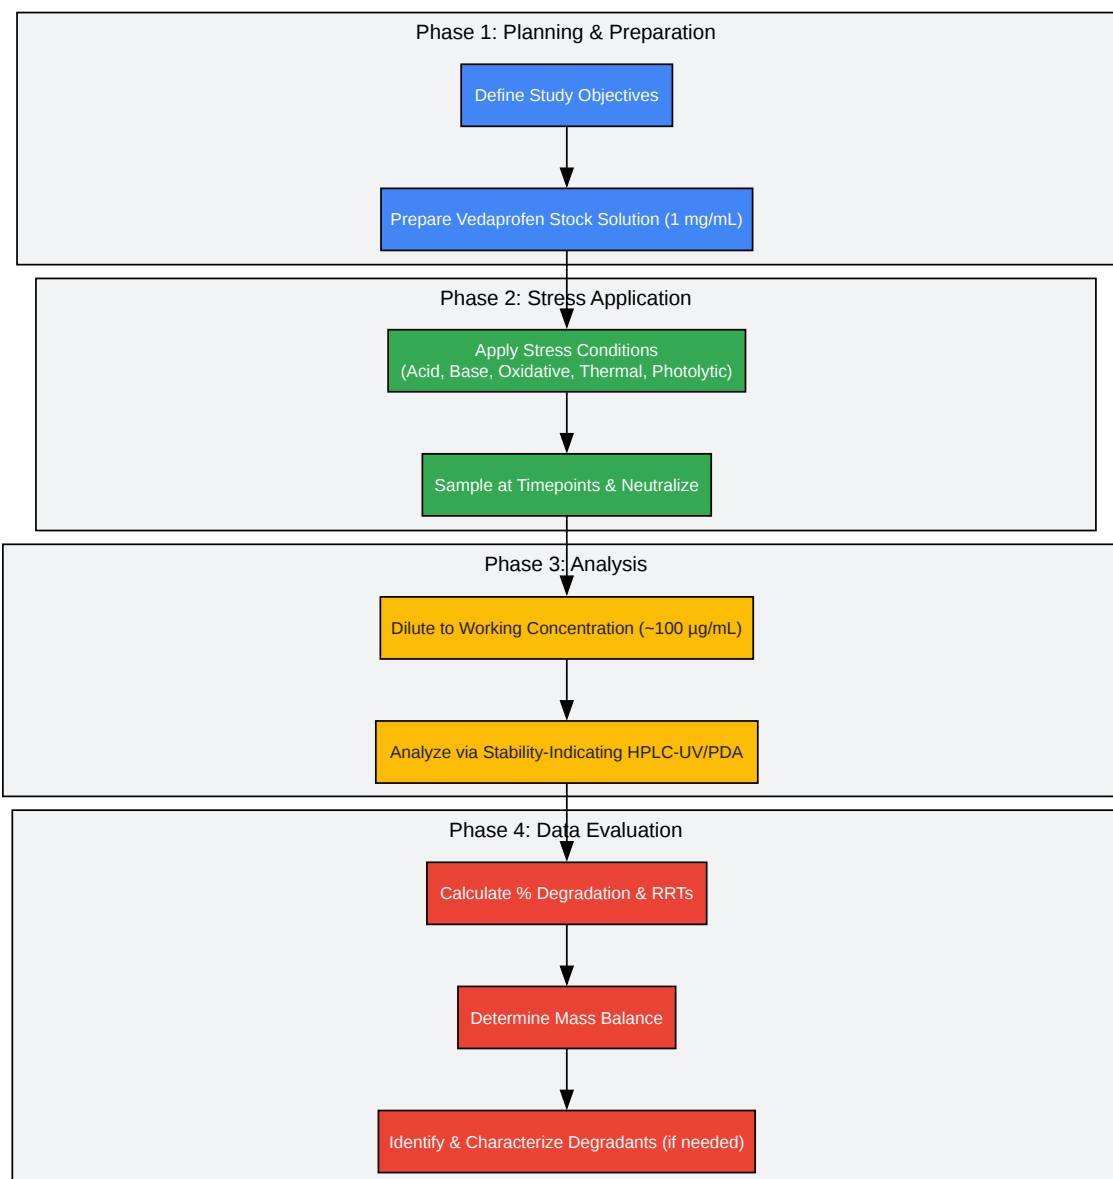 Phase 1: Planning & Preparation
Define Study Objectives
Prepare Vedaprofen Stock Solution (1 mg/mL)
Phase 2: Stress Application
Apply Stress Conditions
(Acid, Base, Oxidative, Thermal, Photolytic)
Sample at Timepoints & Neutralize
Phase 3: Analysis
Dilute to Working Concentration (~100 µg/mL)
Analyze via Stability-Indicating HPLC-UV/PDA
Phase 4: Data Evaluation
Calculate % Degradation & RRTs
Determine Mass Balance
Identify & Characterize Degradants (if needed)